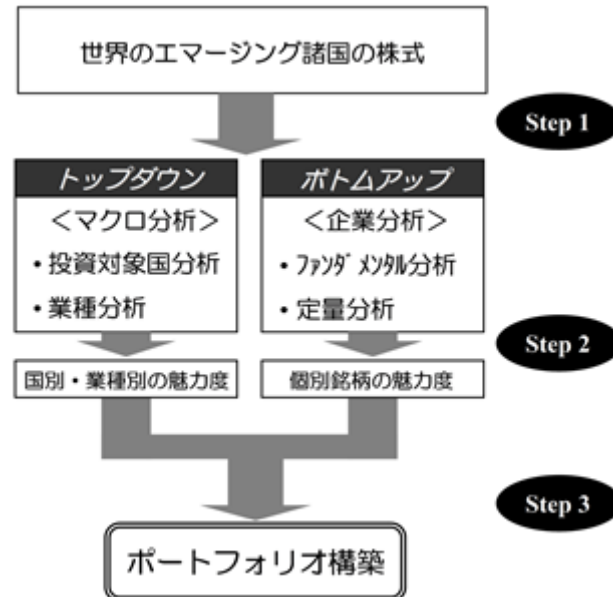 世界のエマージング諸国の株式
Step 1
トップダウン
<マクロ分析>
・投資対象国分析
・業種分析
ボトムアップ
<企業分析>
・ファンダメンタル分析
・定量分析
Step 2
国別・業種別の魅力度
個別銘柄の魅力度
Step 3
ポートフォリオ構築